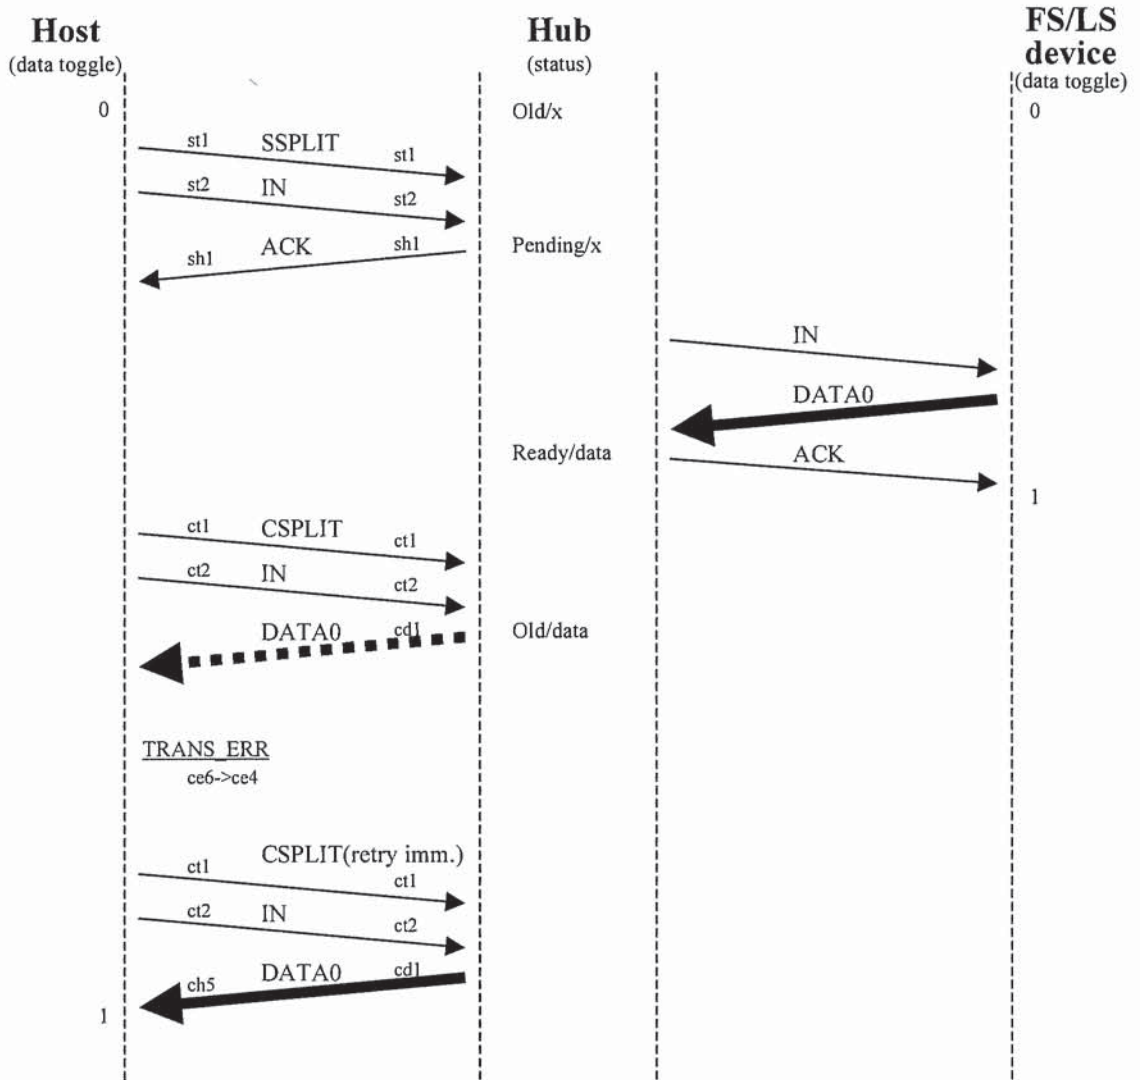 Host
(data toggle)
Hub
(status)
FS/LS
device
(data toggle)
0
Old/x
0
st1 SSPLIT st1
st2 IN st2
sh1 ACK sh1
Pending/x
IN
DATA0
Ready/data
ACK
1
ct1 CSPLIT ct1
ct2 IN ct2
DATA0 cd1
Old/data
TRANS_ERR
ce6->ce4
CSPLIT(retry imm.)
ct1 ct1
ct2 IN ct2
ch5 DATA0 cd1
1